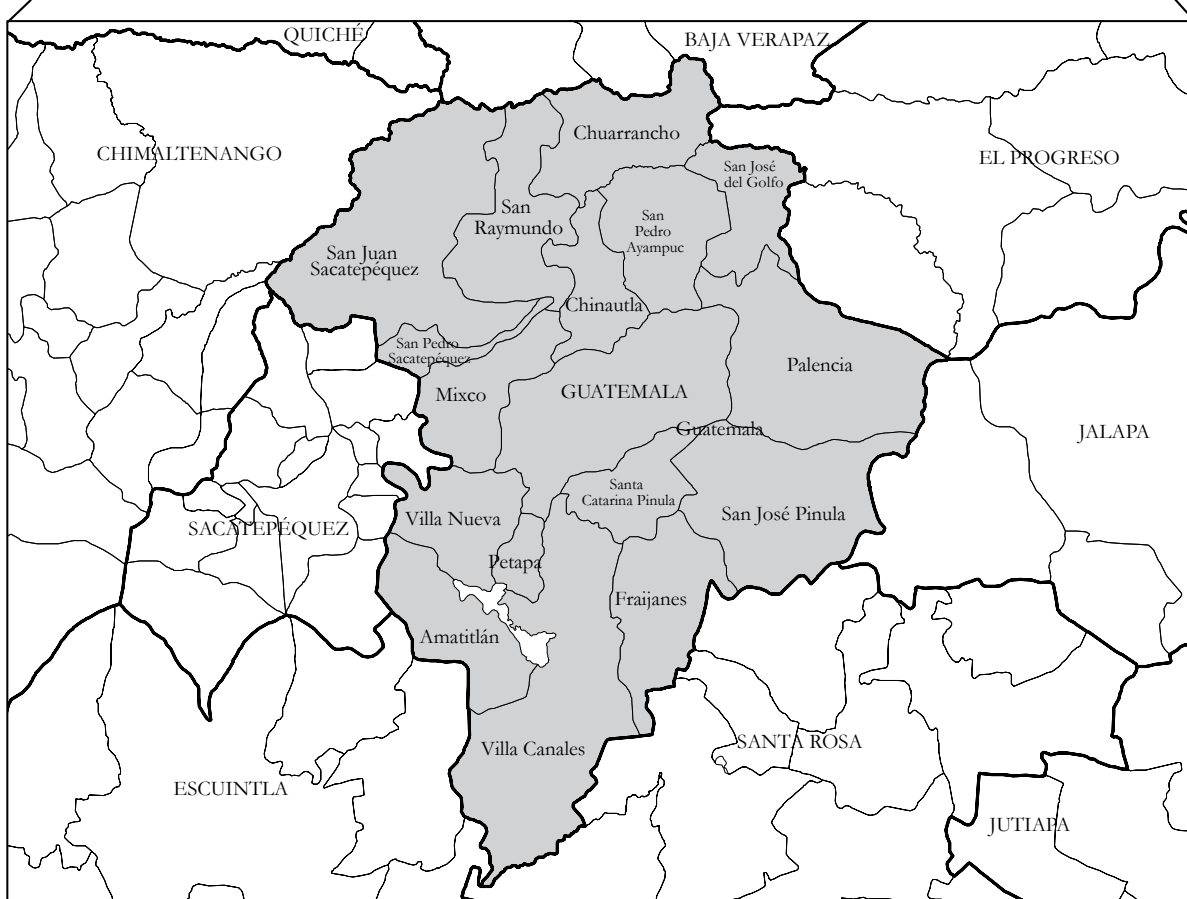 QUICHÉ
BAJA VERAPAZ
Chuarrancho
CHIMALTENANGO
EL PROGRESO
San José
del Golfo
San
Raymundo
San
Pedro
Ayampuc
San Juan
Sacatepéquez
Chinautla
San Pedro
Sacatepéquez
Palencia
Mixco
GUATEMALA
Guatemala
JALAPA
Santa
Catarina Pinula
Villa Nueva
San José Pinula
SACATEPÉQUEZ
Petapa
Fraijanes
Amatitlán
Villa Canales
SANTA ROSA
ESCUINTLA
JUTIAPA